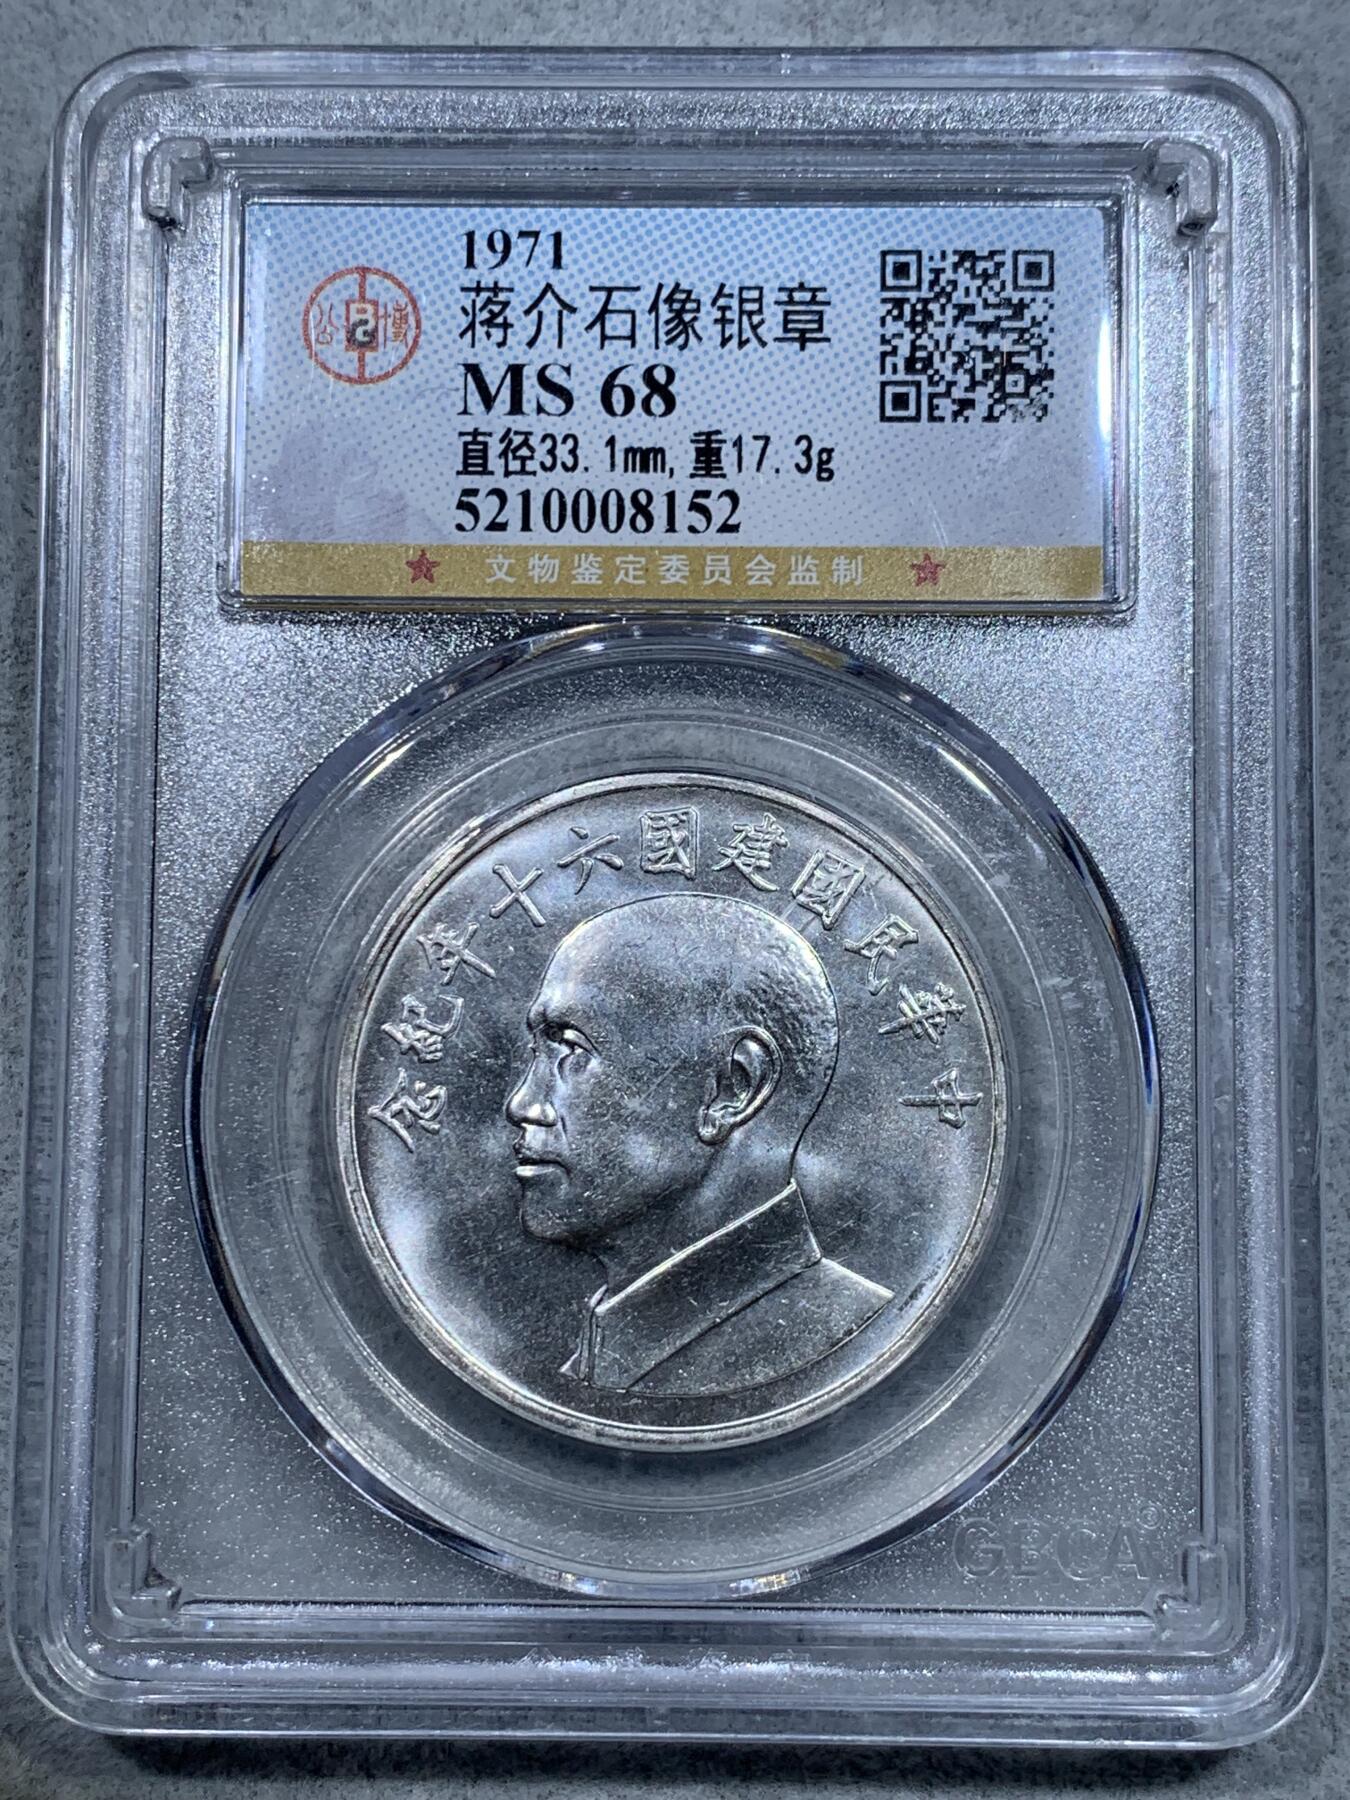 1971
蒋介石像银章
MS 68
直径33.1mm,重17.3g
5210008152
公博
文物鉴定委员会监制
中華民國建國六十年紀念
GBCA®